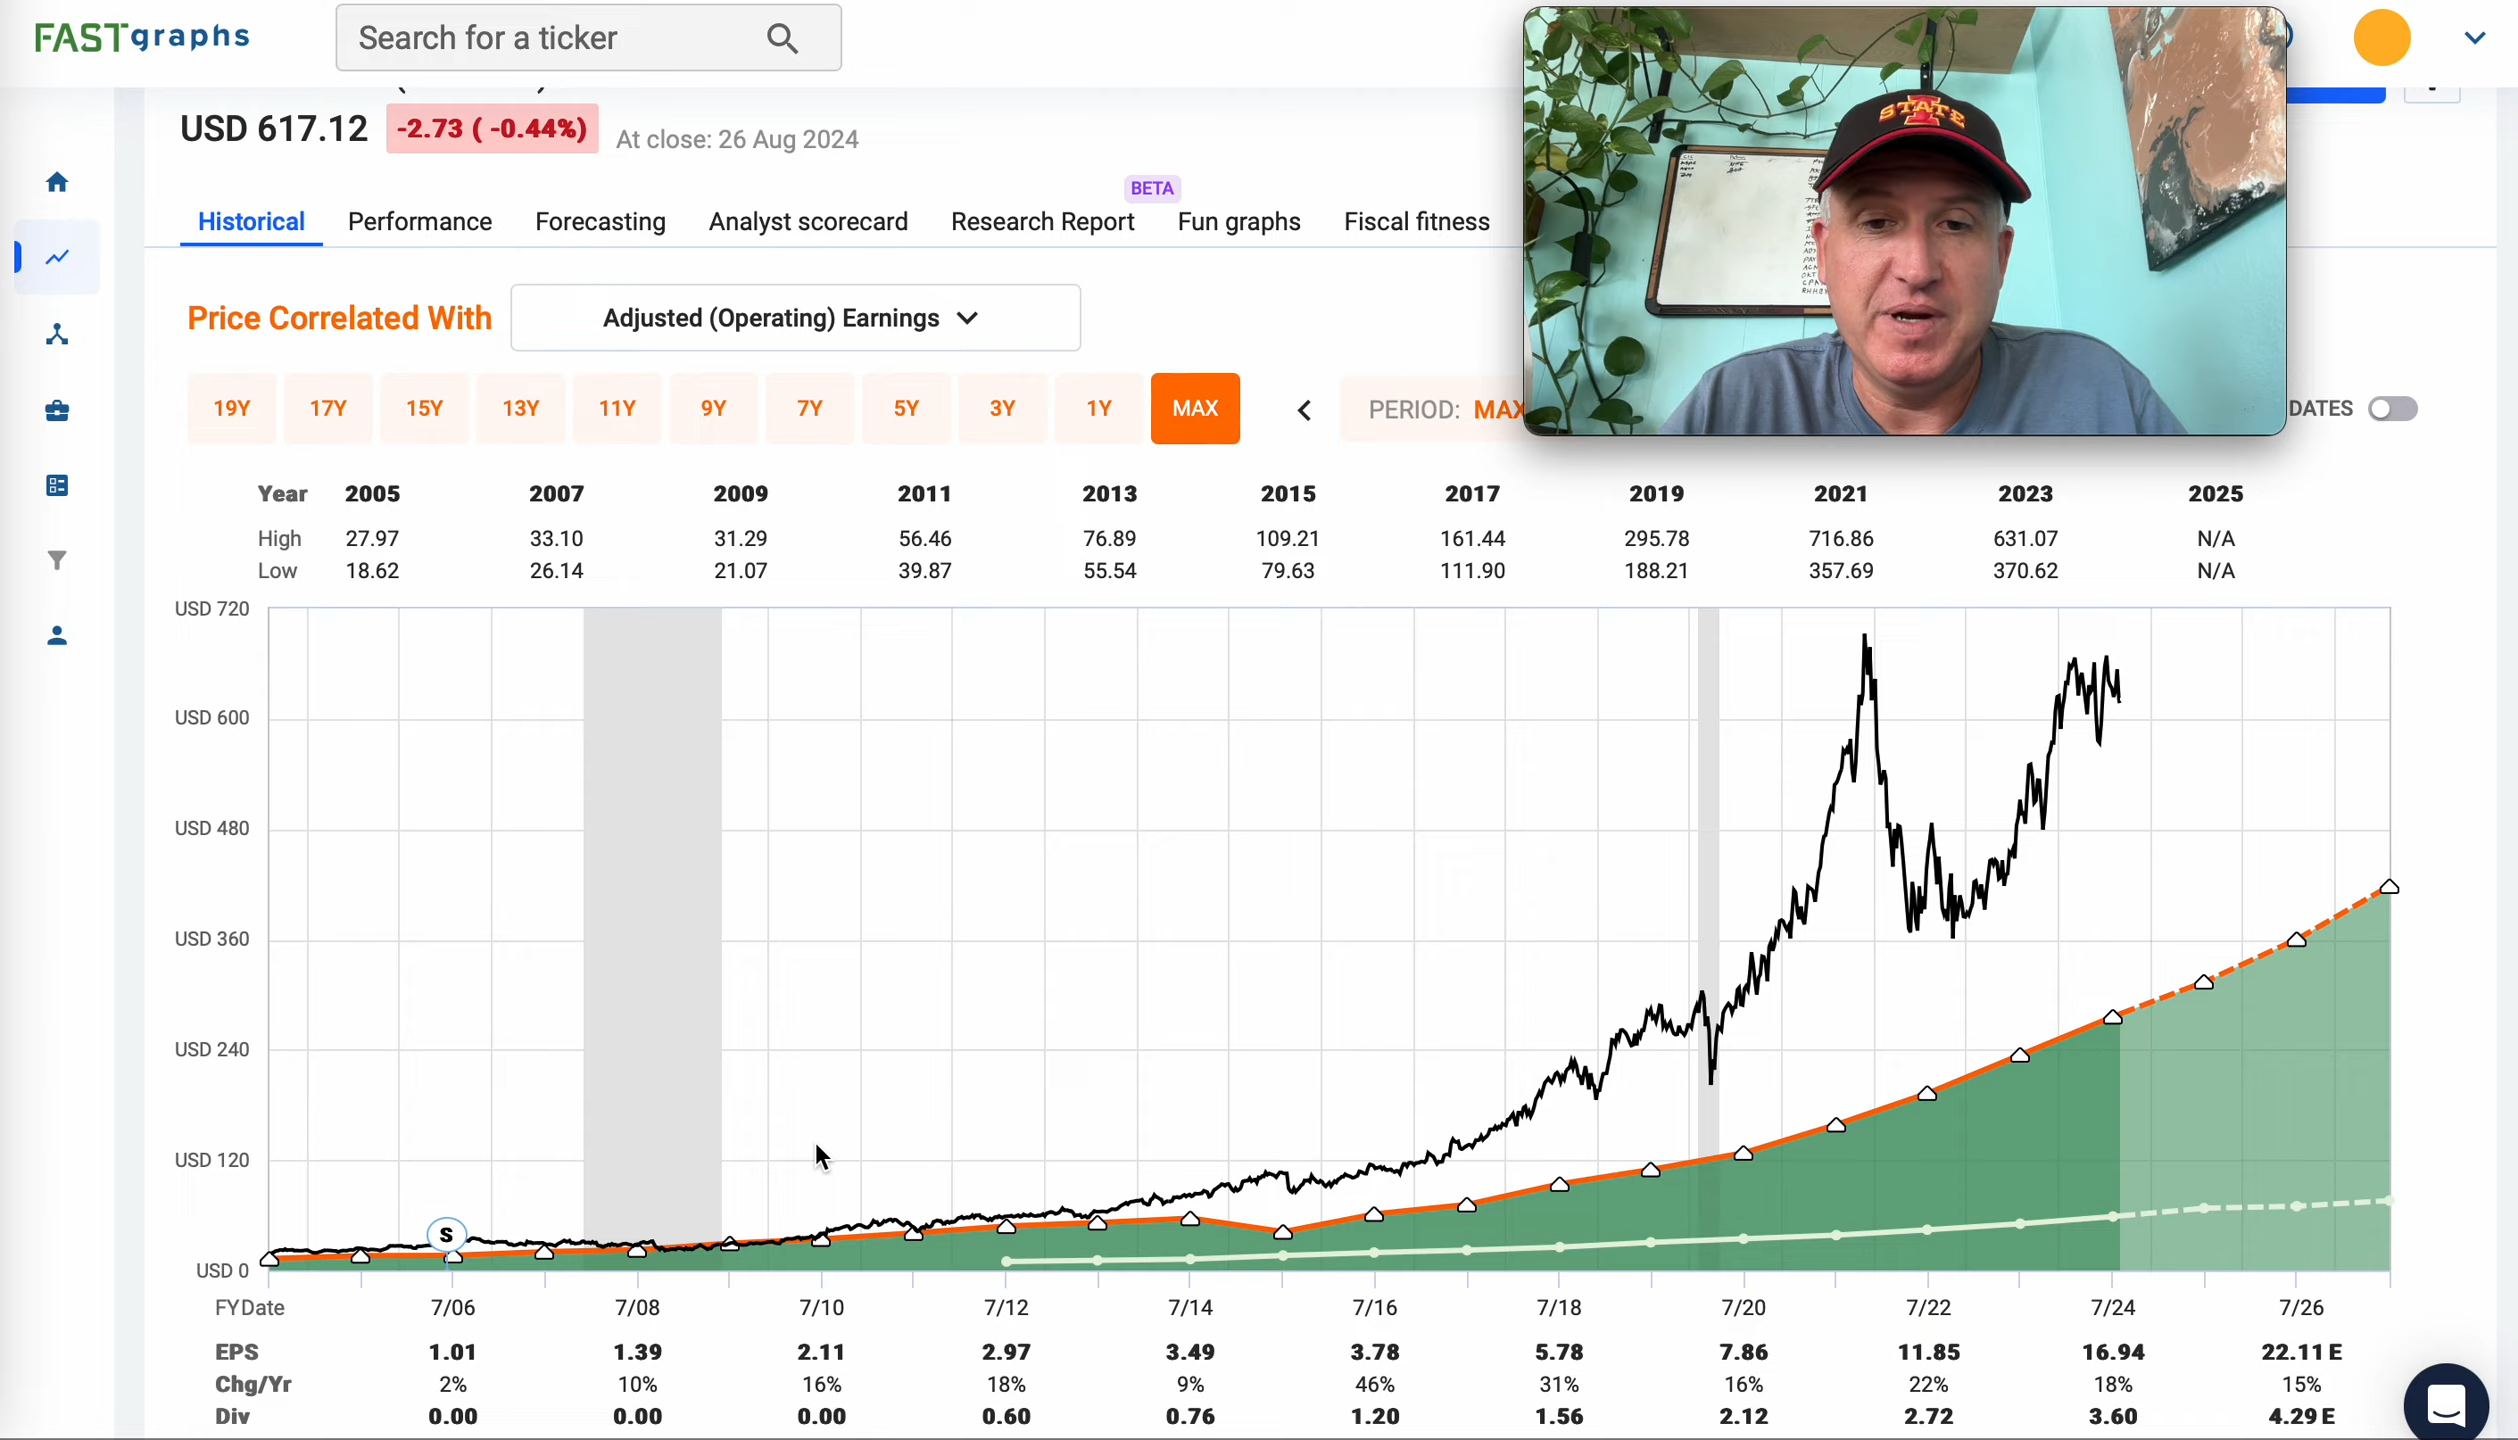 FASTgraphs
Search for a ticker
USD 617.12 -2.73 ( -0.44%) At close: 26 Aug 2024
BETA
Historical Performance Forecasting Analyst scorecard Research Report Fun graphs Fiscal fitness
Price Correlated With Adjusted (Operating) Earnings
19Y 17Y 15Y 13Y 11Y 9Y 7Y 5Y 3Y 1Y MAX PERIOD: MAX DATES
STATE
Year 2005 2007 2009 2011 2013 2015 2017 2019 2021 2023 2025
High 27.97 33.10 31.29 56.46 76.89 109.21 161.44 295.78 716.86 631.07 N/A
Low 18.62 26.14 21.07 39.87 55.54 79.63 111.90 188.21 357.69 370.62 N/A
USD 720
USD 600
USD 480
USD 360
USD 240
USD 120
S
USD 0
FYDate 7/06 7/08 7/10 7/12 7/14 7/16 7/18 7/20 7/22 7/24 7/26
EPS 1.01 1.39 2.11 2.97 3.49 3.78 5.78 7.86 11.85 16.94 22.11 E
Chg/Yr 2% 10% 16% 18% 9% 46% 31% 16% 22% 18% 15%
Div 0.00 0.00 0.00 0.60 0.76 1.20 1.56 2.12 2.72 3.60 4.29 E